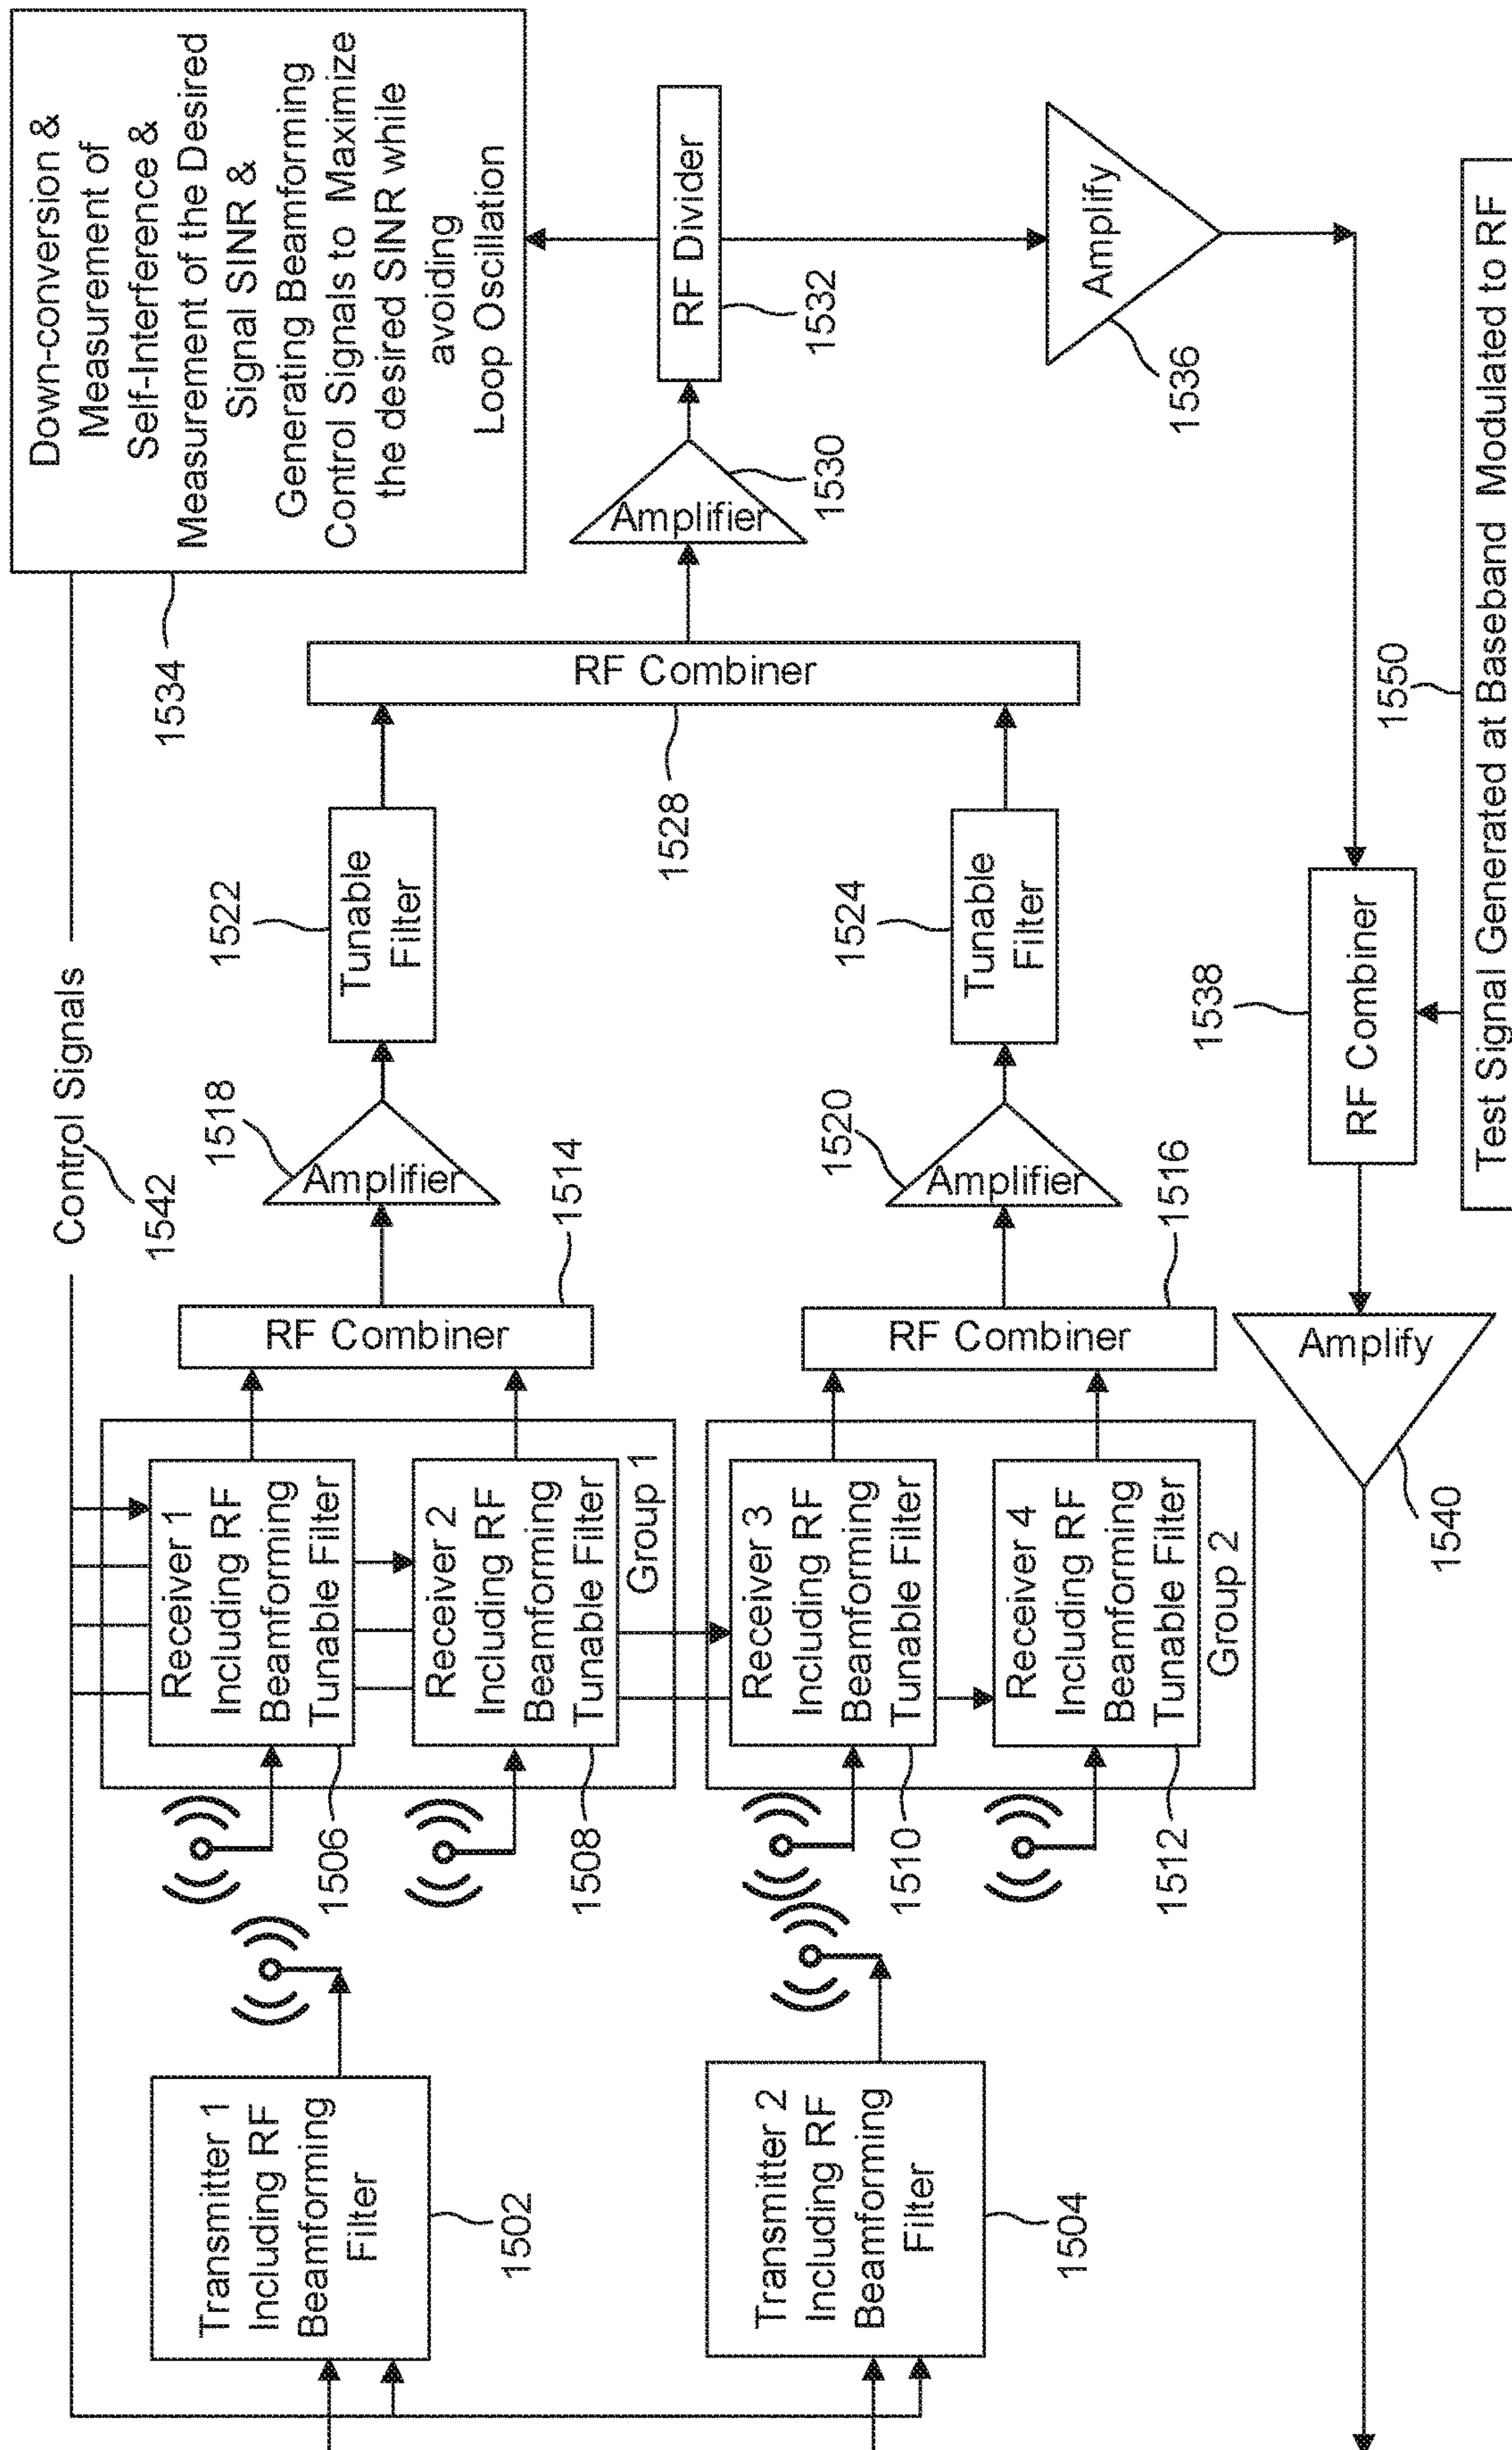 Control Signals
1542
Down-conversion &
Measurement of
Self-Interference &
Measurement of the Desired
Signal SINR &
Generating Beamforming
Control Signals to Maximize
the desired SINR while
avoiding
Loop Oscillation
1534
Transmitter 1
Including RF
Beamforming
Filter
1502
Receiver 1
Including RF
Beamforming
Tunable Filter
1506
Receiver 2
Including RF
Beamforming
Tunable Filter
1508
Group 1
RF Combiner
1514
Amplifier
1518
Tunable
Filter
1522
RF Combiner
1528
Amplifier
1530
RF Divider
1532
Transmitter 2
Including RF
Beamforming
Filter
1504
Receiver 3
Including RF
Beamforming
Tunable Filter
1510
Receiver 4
Including RF
Beamforming
Tunable Filter
1512
Group 2
RF Combiner
1516
Amplifier
1520
Tunable
Filter
1524
Amplify
1536
Amplify
1540
RF Combiner
1538
1550
Test Signal Generated at Baseband Modulated to RF